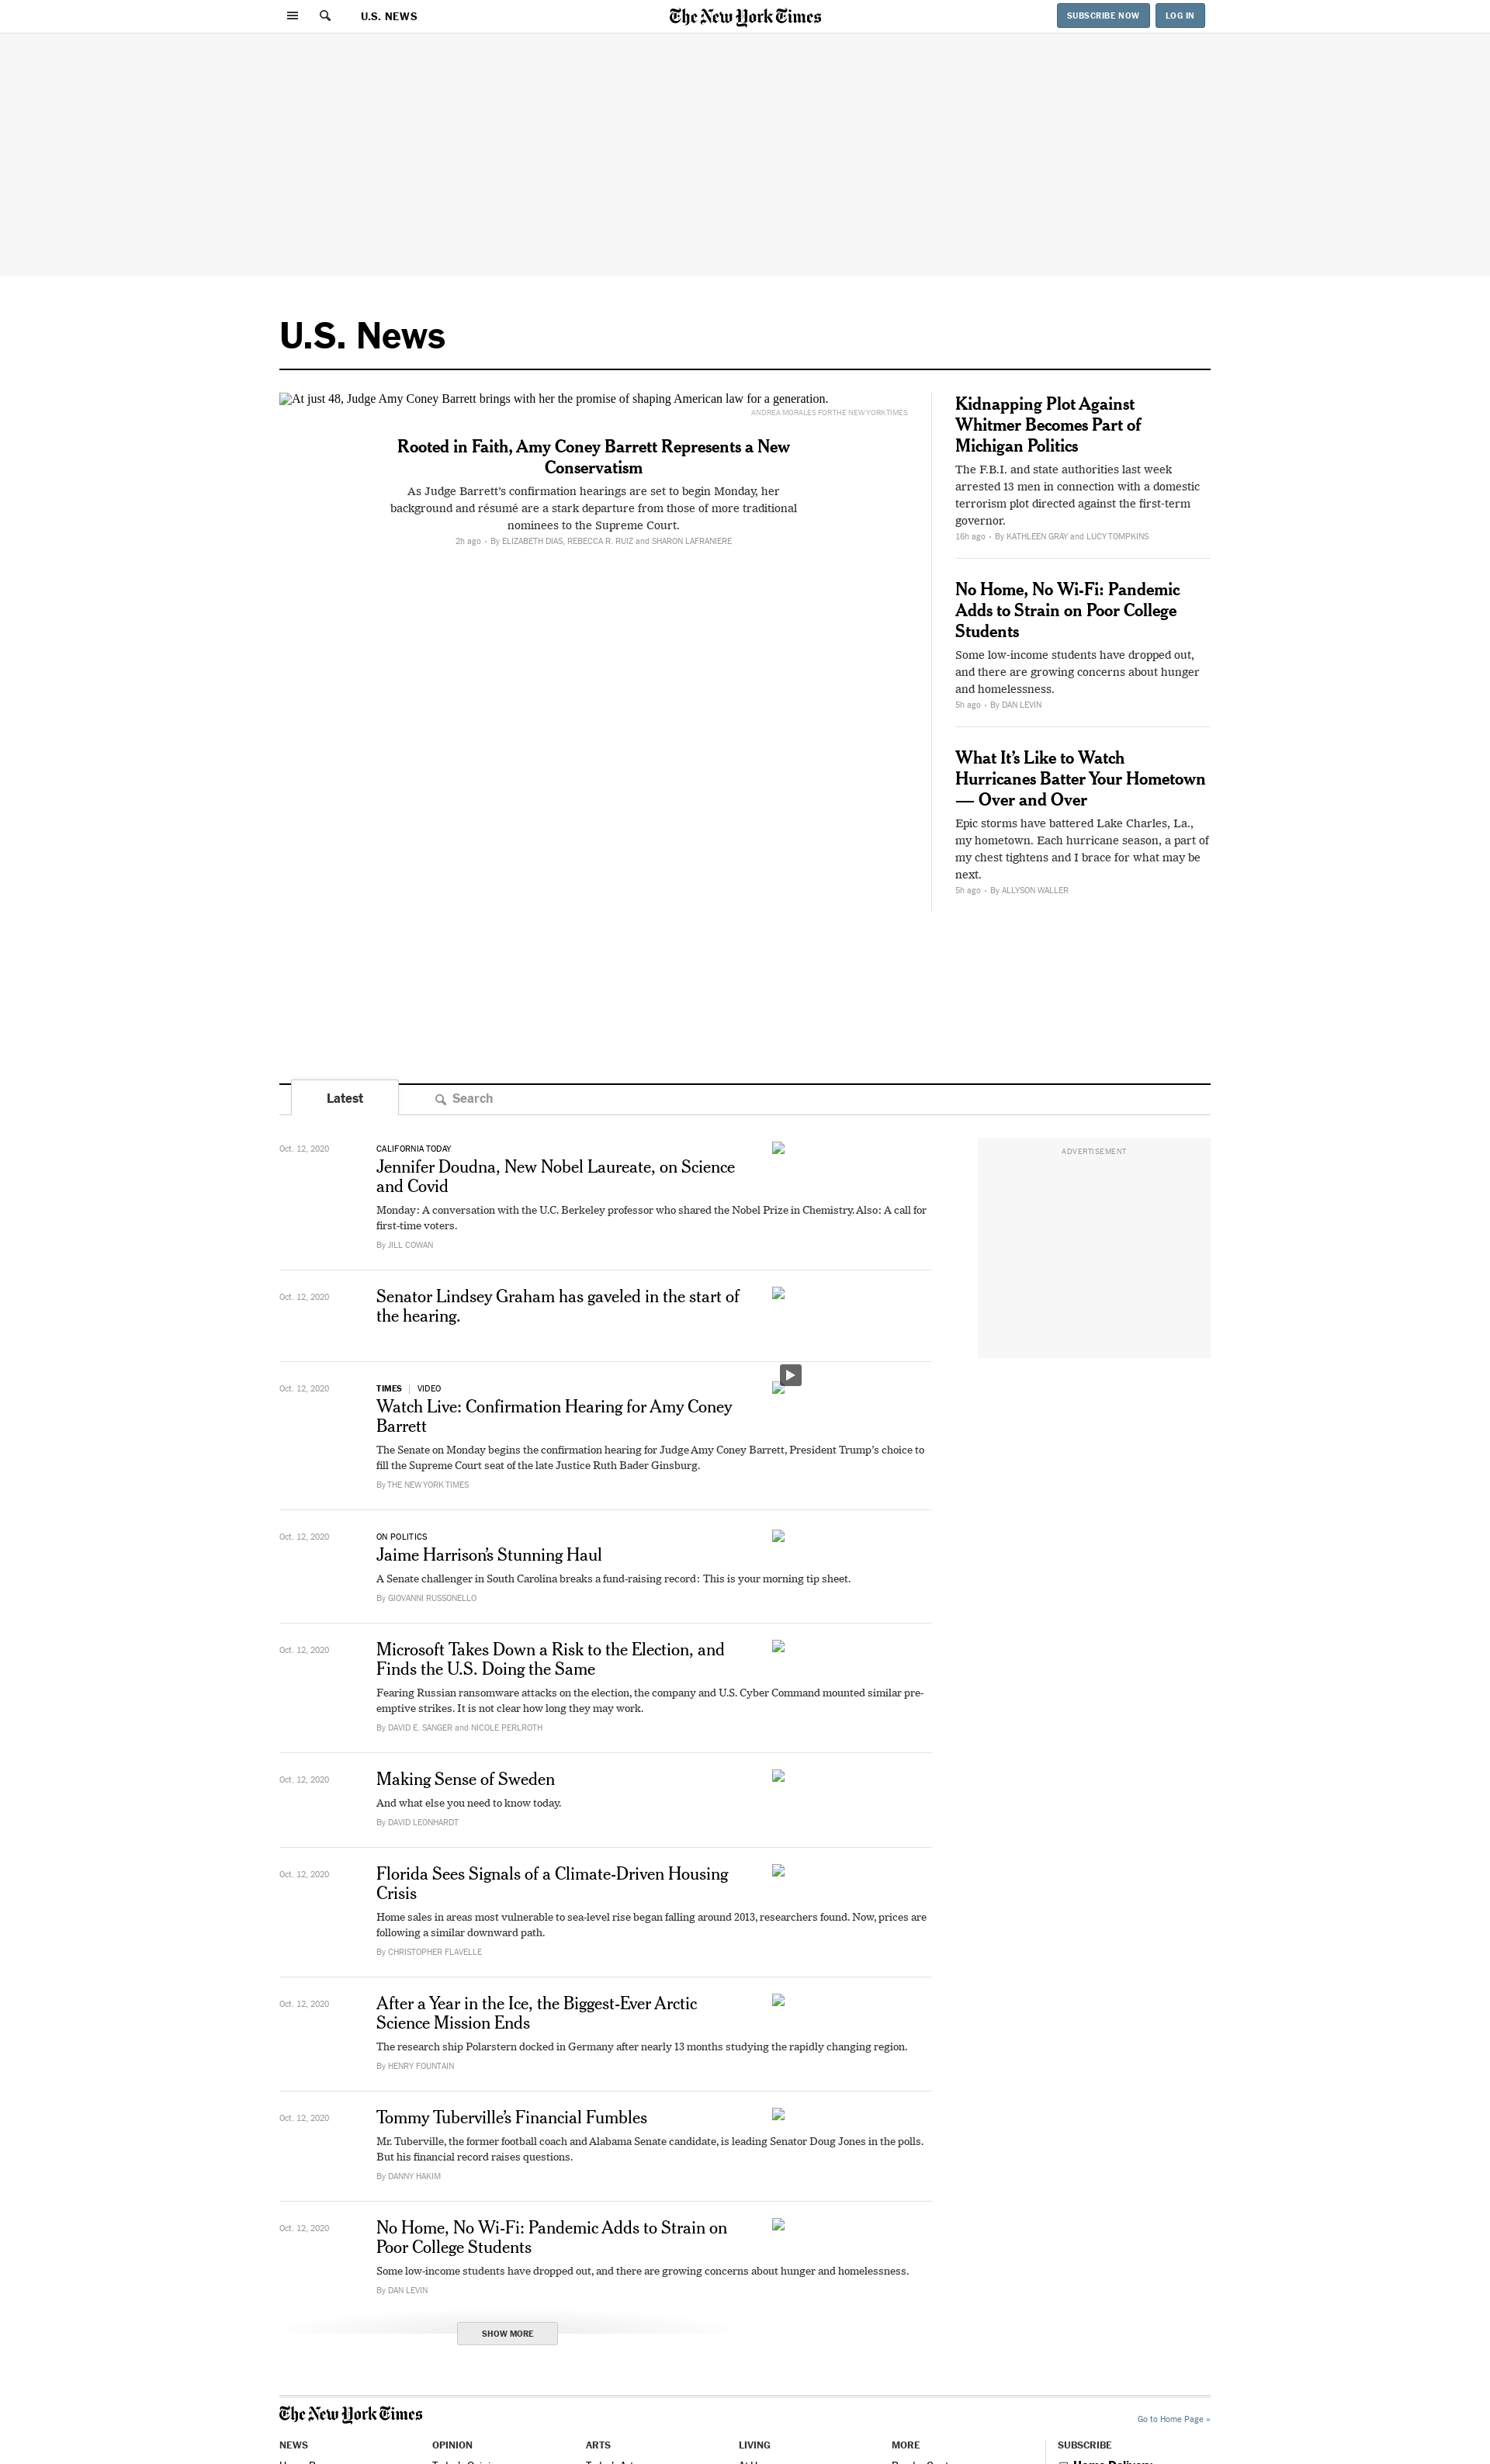 U.S. NEWS
The New York Times
SUBSCRIBE NOW
LOG IN
U.S. News
At just 48, Judge Amy Coney Barrett brings with her the promise of shaping American law for a generation.
ANDREA MORALES FOR THE NEW YORK TIMES
Rooted in Faith, Amy Coney Barrett Represents a New
Conservatism
As Judge Barrett’s confirmation hearings are set to begin Monday, her
background and résumé are a stark departure from those of more traditional
nominees to the Supreme Court.
2h ago • By ELIZABETH DIAS, REBECCA R. RUIZ and SHARON LAFRANIERE
Kidnapping Plot Against
Whitmer Becomes Part of
Michigan Politics
The F.B.I. and state authorities last week
arrested 13 men in connection with a domestic
terrorism plot directed against the first-term
governor.
16h ago • By KATHLEEN GRAY and LUCY TOMPKINS
No Home, No Wi-Fi: Pandemic
Adds to Strain on Poor College
Students
Some low-income students have dropped out,
and there are growing concerns about hunger
and homelessness.
5h ago • By DAN LEVIN
What It’s Like to Watch
Hurricanes Batter Your Hometown
— Over and Over
Epic storms have battered Lake Charles, La.,
my hometown. Each hurricane season, a part of
my chest tightens and I brace for what may be
next.
5h ago • By ALLYSON WALLER
Latest
Search
Oct. 12, 2020
CALIFORNIA TODAY
Jennifer Doudna, New Nobel Laureate, on Science
and Covid
Monday: A conversation with the U.C. Berkeley professor who shared the Nobel Prize in Chemistry. Also: A call for
first-time voters.
By JILL COWAN
ADVERTISEMENT
Oct. 12, 2020
Senator Lindsey Graham has gaveled in the start of
the hearing.
Oct. 12, 2020
TIMES | VIDEO
Watch Live: Confirmation Hearing for Amy Coney
Barrett
The Senate on Monday begins the confirmation hearing for Judge Amy Coney Barrett, President Trump’s choice to
fill the Supreme Court seat of the late Justice Ruth Bader Ginsburg.
By THE NEW YORK TIMES
Oct. 12, 2020
ON POLITICS
Jaime Harrison’s Stunning Haul
A Senate challenger in South Carolina breaks a fund-raising record: This is your morning tip sheet.
By GIOVANNI RUSSONELLO
Oct. 12, 2020
Microsoft Takes Down a Risk to the Election, and
Finds the U.S. Doing the Same
Fearing Russian ransomware attacks on the election, the company and U.S. Cyber Command mounted similar pre-
emptive strikes. It is not clear how long they may work.
By DAVID E. SANGER and NICOLE PERLROTH
Oct. 12, 2020
Making Sense of Sweden
And what else you need to know today.
By DAVID LEONHARDT
Oct. 12, 2020
Florida Sees Signals of a Climate-Driven Housing
Crisis
Home sales in areas most vulnerable to sea-level rise began falling around 2013, researchers found. Now, prices are
following a similar downward path.
By CHRISTOPHER FLAVELLE
Oct. 12, 2020
After a Year in the Ice, the Biggest-Ever Arctic
Science Mission Ends
The research ship Polarstern docked in Germany after nearly 13 months studying the rapidly changing region.
By HENRY FOUNTAIN
Oct. 12, 2020
Tommy Tuberville’s Financial Fumbles
Mr. Tuberville, the former football coach and Alabama Senate candidate, is leading Senator Doug Jones in the polls.
But his financial record raises questions.
By DANNY HAKIM
Oct. 12, 2020
No Home, No Wi-Fi: Pandemic Adds to Strain on
Poor College Students
Some low-income students have dropped out, and there are growing concerns about hunger and homelessness.
By DAN LEVIN
SHOW MORE
The New York Times
Go to Home Page »
NEWS
OPINION
ARTS
LIVING
MORE
SUBSCRIBE